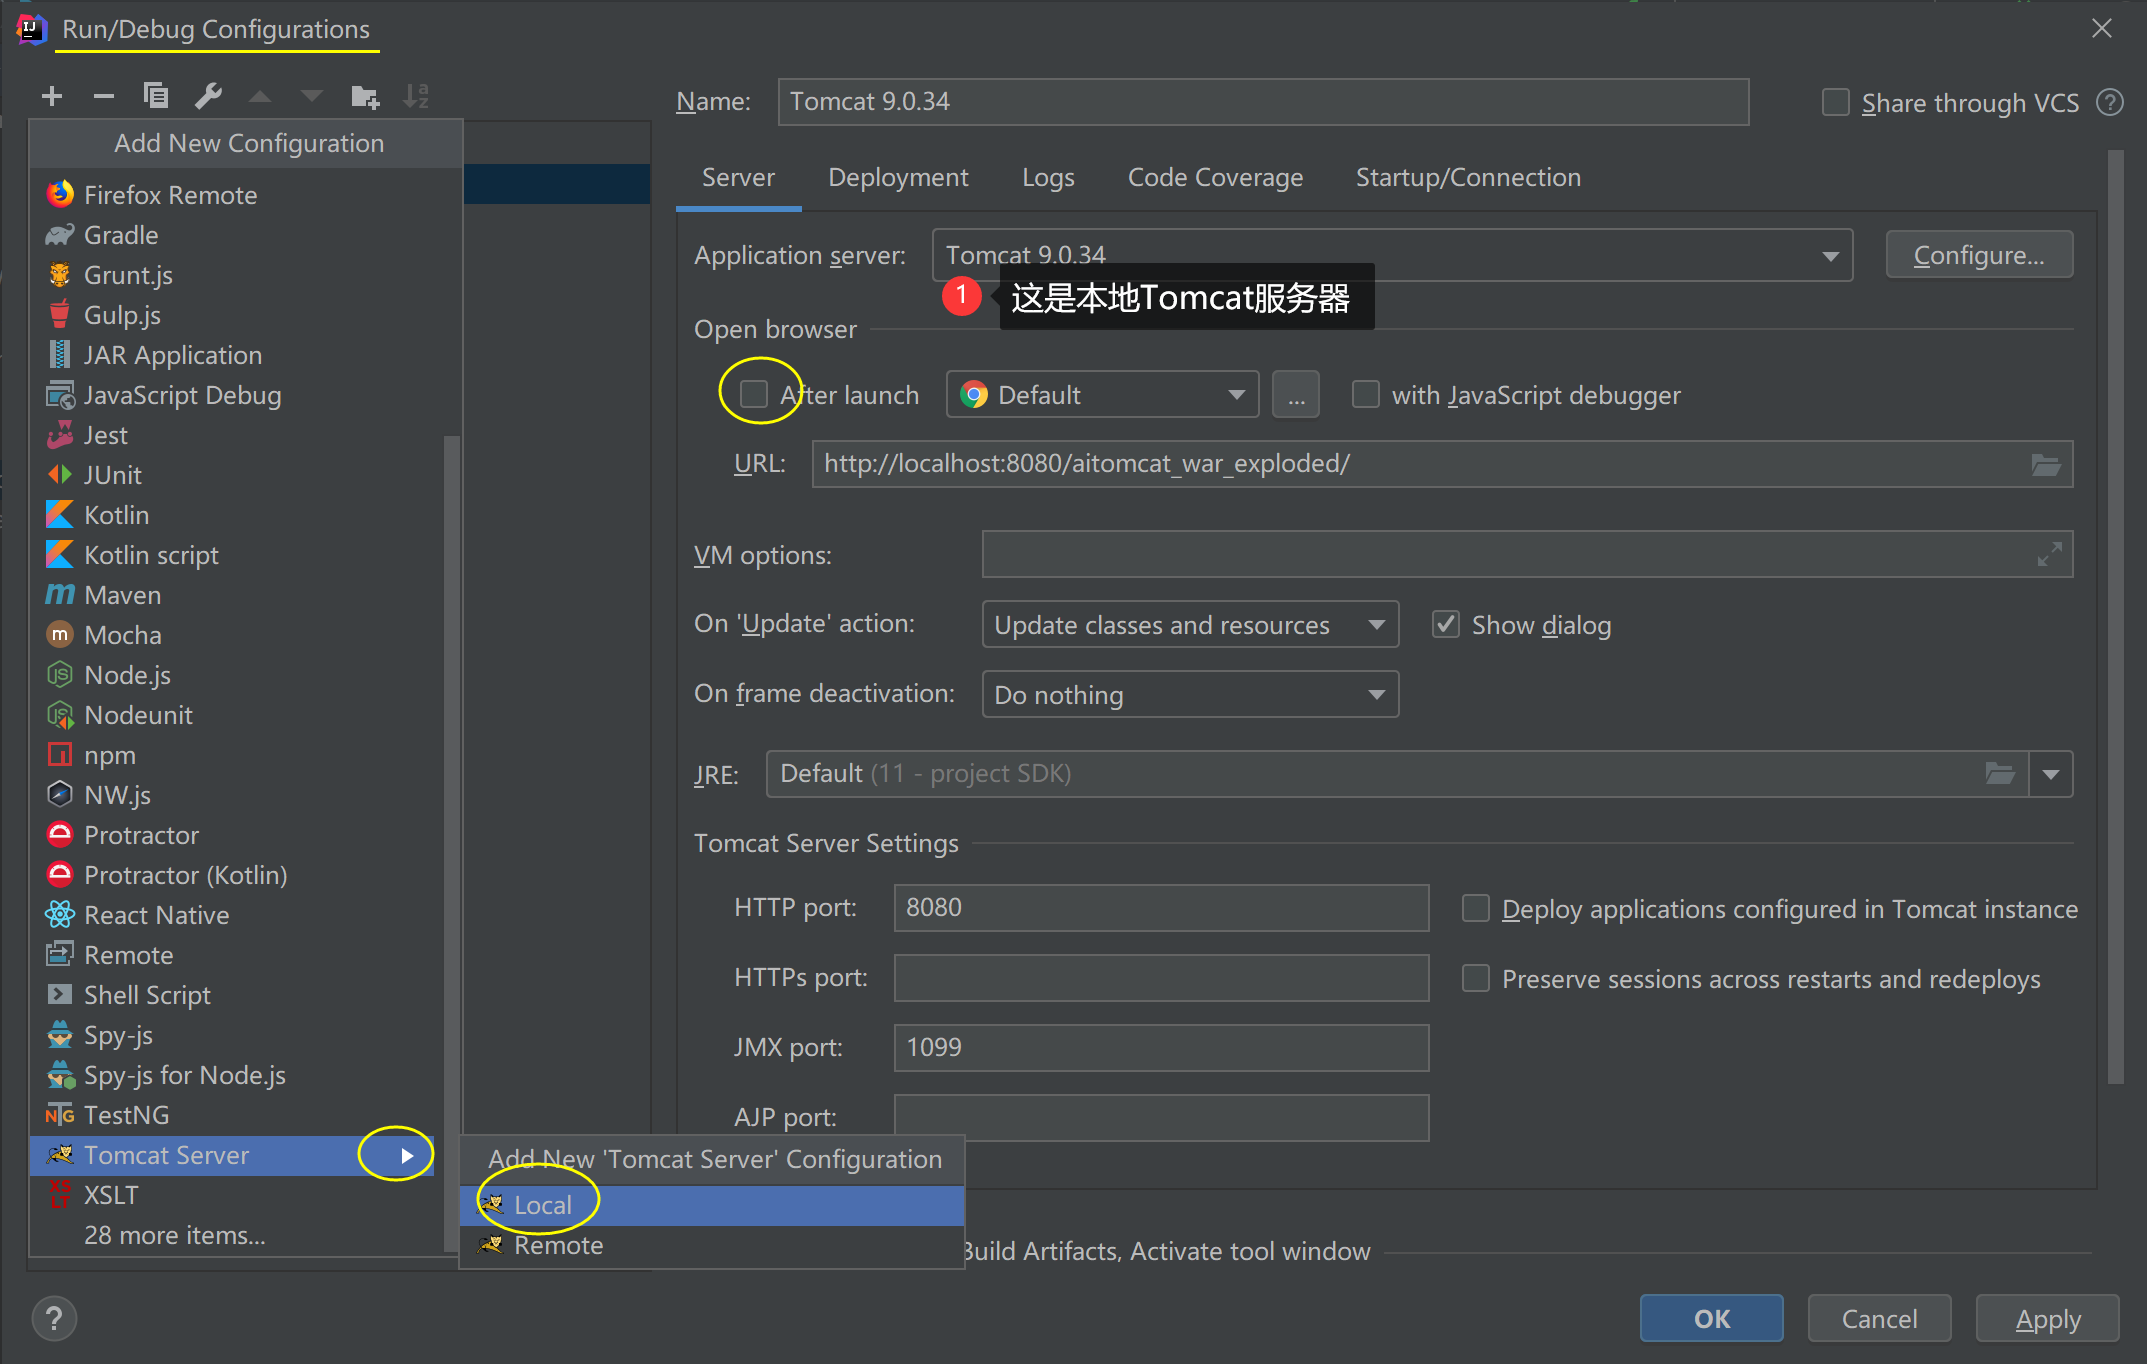 Run/Debug Configurations
Add New Configuration
Firefox Remote
Gradle
Grunt.js
Gulp.js
JAR Application
JavaScript Debug
Jest
JUnit
Kotlin
Kotlin script
Maven
Mocha
Node.js
Nodeunit
npm
NW.js
Protractor
Protractor (Kotlin)
React Native
Remote
Shell Script
Spy-js
Spy-js for Node.js
TestNG
Tomcat Server
XSLT
28 more items...
Add New 'Tomcat Server' Configuration
Local
Remote
Name: Tomcat 9.0.34 Share through VCS ?
Server Deployment Logs Code Coverage Startup/Connection
Application server: Tomcat 9.0.34 Configure...
1 这是本地Tomcat服务器
Open browser
After launch Default ... with JavaScript debugger
URL: http://localhost:8080/aitomcat_war_exploded/
VM options:
On 'Update' action: Update classes and resources Show dialog
On frame deactivation: Do nothing
JRE: Default (11 - project SDK)
Tomcat Server Settings
HTTP port: 8080 Deploy applications configured in Tomcat instance
HTTPs port: Preserve sessions across restarts and redeploys
JMX port: 1099
AJP port:
Build Artifacts, Activate tool window
? OK Cancel Apply